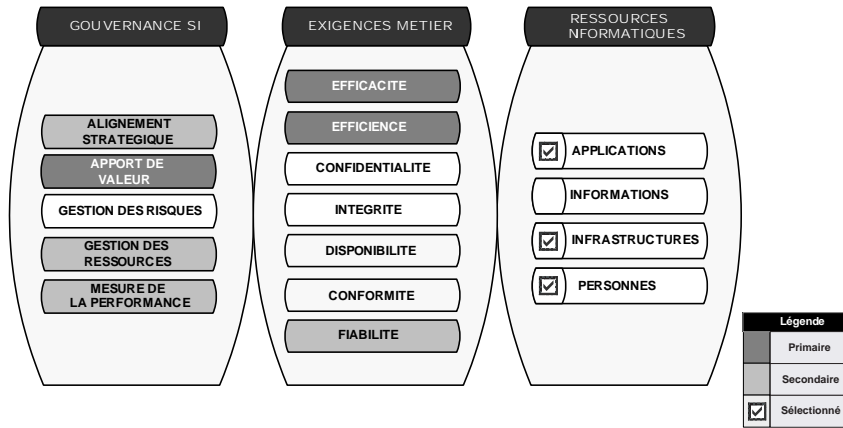 GOUVERNANCE SI
ALIGNEMENT
STRATEGIQUE
APPORT DE
VALEUR
GESTION DES RISQUES
GESTION DES
RESSOURCES
MESURE DE
LA PERFORMANCE
EXIGENCES METIER
EFFICACITE
EFFICIENCE
CONFIDENTIALITE
INTEGRITE
DISPONIBILITE
CONFORMITE
FIABILITE
RESSOURCES
NFORMATIQUES
APPLICATIONS
INFORMATIONS
INFRASTRUCTURES
PERSONNES
Légende
Primaire
Secondaire
Sélectionné